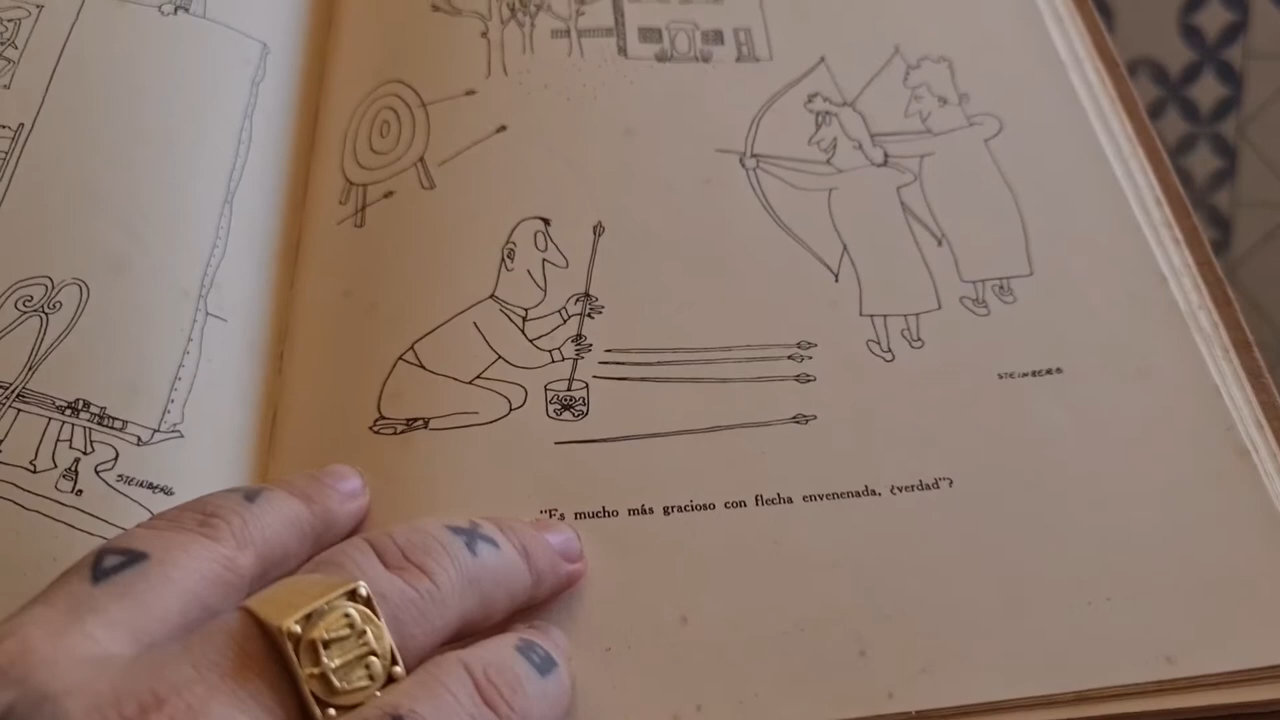 STEINBERG
STEINBERG
"Es mucho más gracioso con flecha envenenada, ¿verdad"?